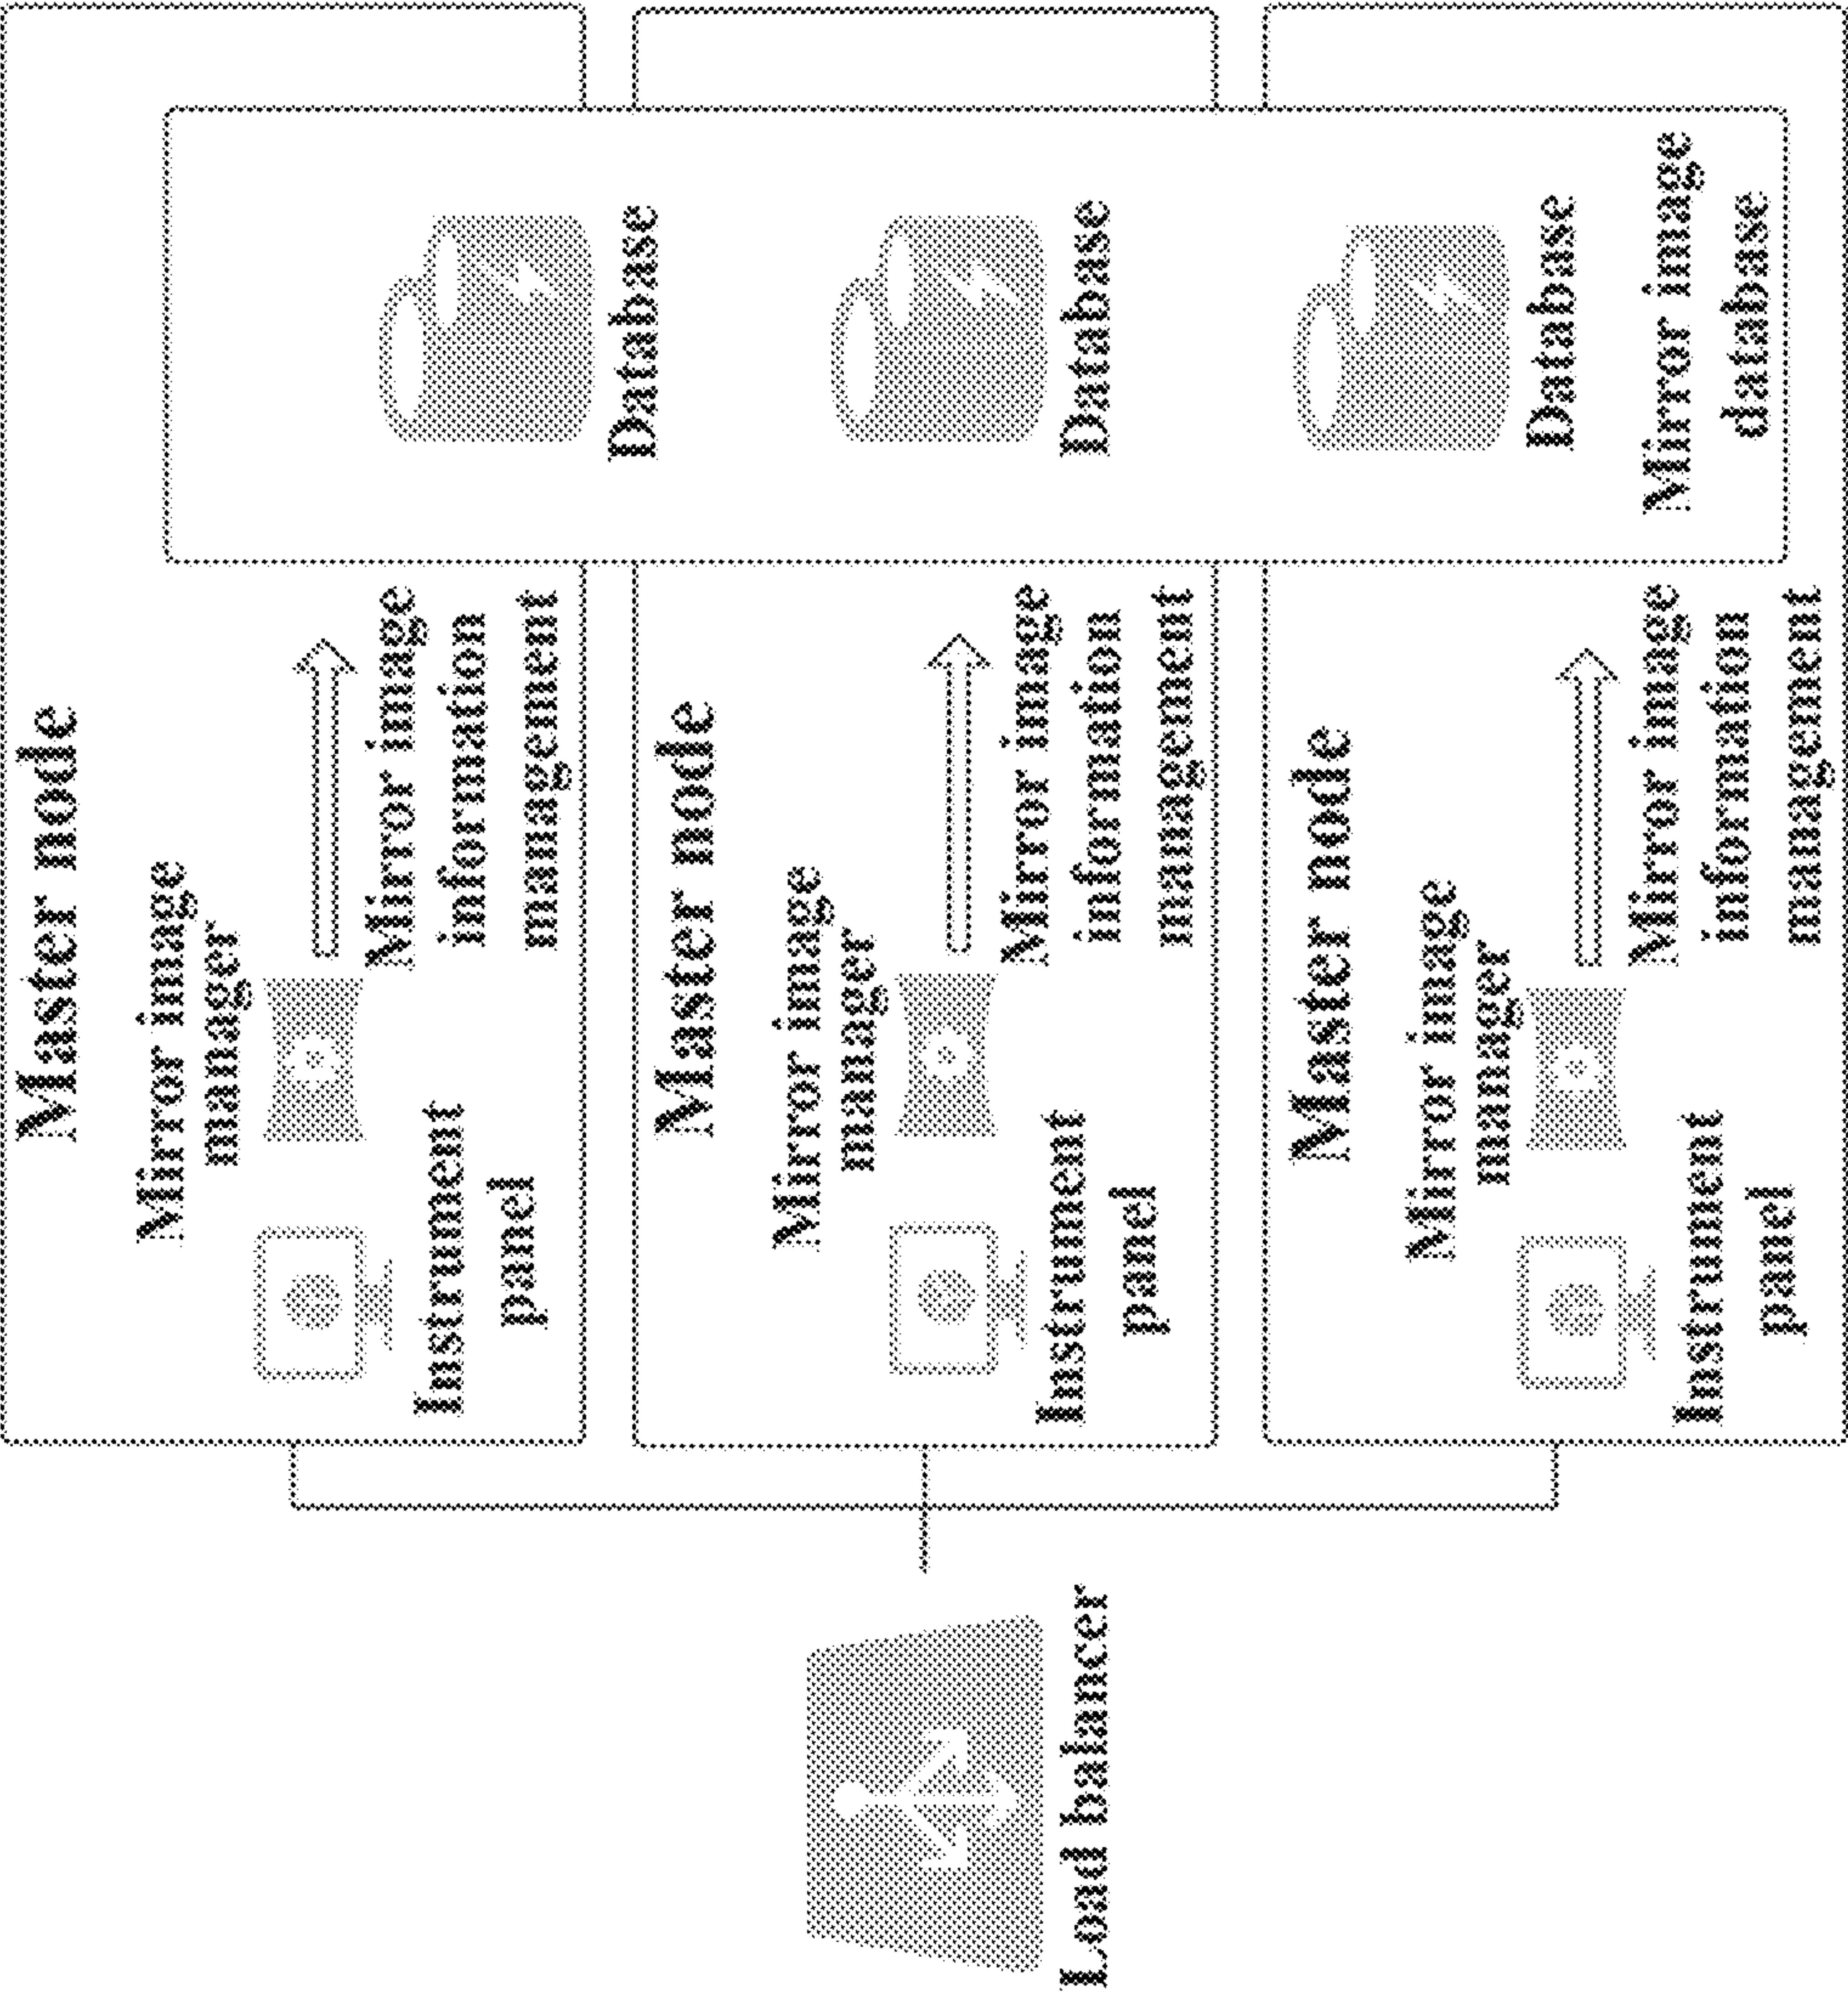 Master node
Mirror image
manager
Instrument
panel
Mirror image
information
management
Database
Master node
Mirror image
manager
Instrument
panel
Mirror image
information
management
Database
Master node
Mirror image
manager
Instrument
panel
Mirror image
information
management
Database
Mirror image
database
Load balancer